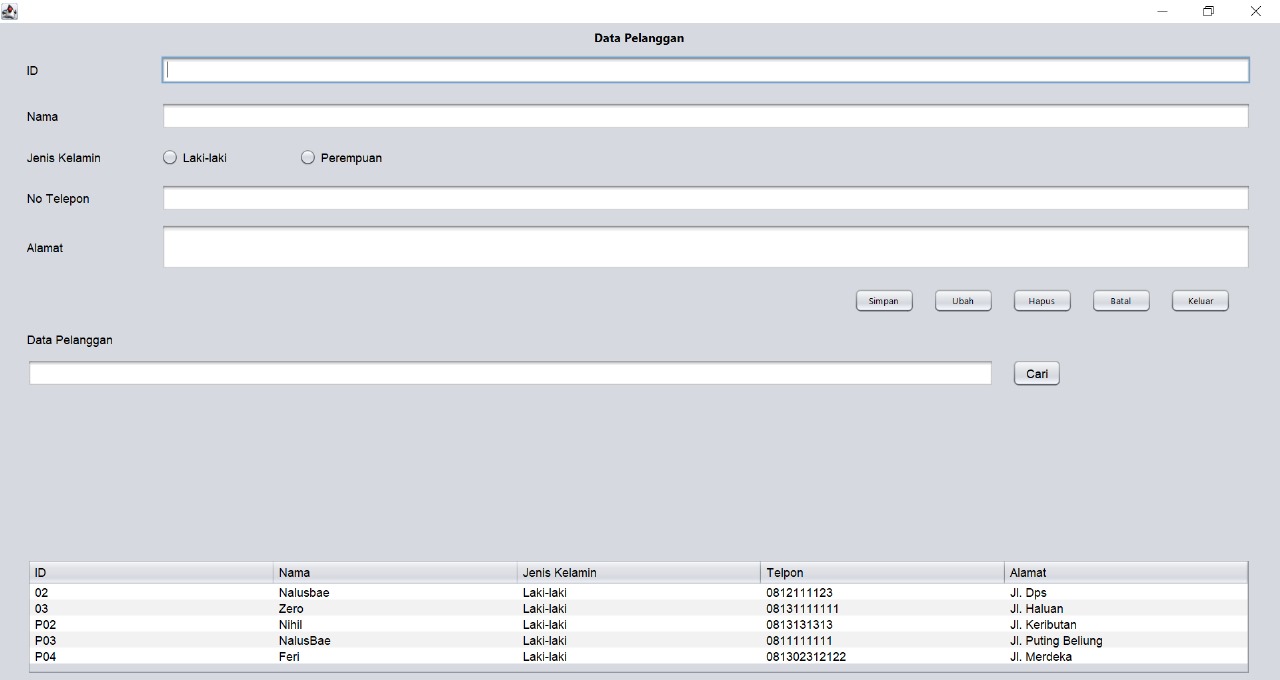 Data Pelanggan
ID
Nama
Jenis Kelamin Laki-laki Perempuan
No Telepon
Alamat
Simpan Ubah Hapus Batal Keluar
Data Pelanggan
Cari
ID Nama Jenis Kelamin Telpon Alamat
02 Nalusbae Laki-laki 0812111123 Jl. Dps
03 Zero Laki-laki 08131111111 Jl. Haluan
P02 Nihil Laki-laki 0813131313 Jl. Keributan
P03 NalusBae Laki-laki 0811111111 Jl. Puting Beliung
P04 Feri Laki-laki 081302312122 Jl. Merdeka